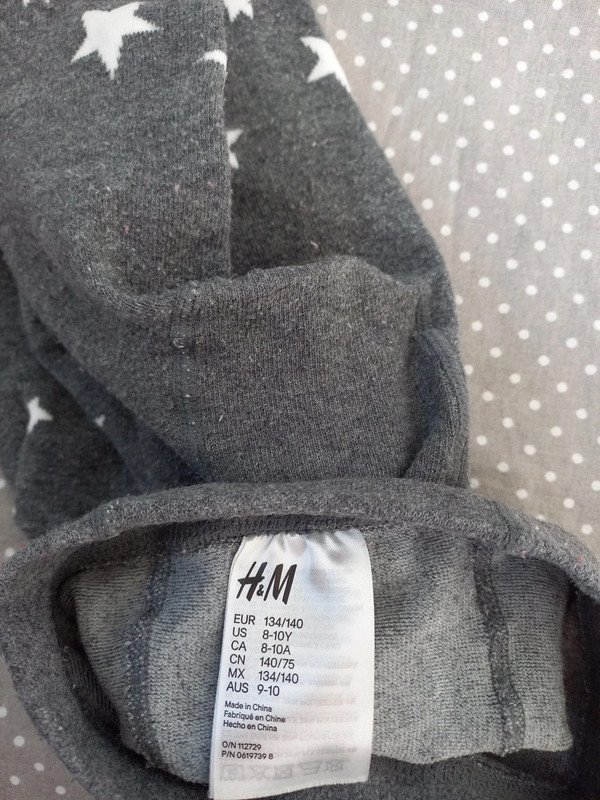 H&M
EUR 134/140
US 8-10Y
CA 8-10A
CN 140/75
MX 134/140
AUS 9-10
Made in China
Fabriqué en Chine
Hecho en China
O/N 112729
P/N 0619739 8